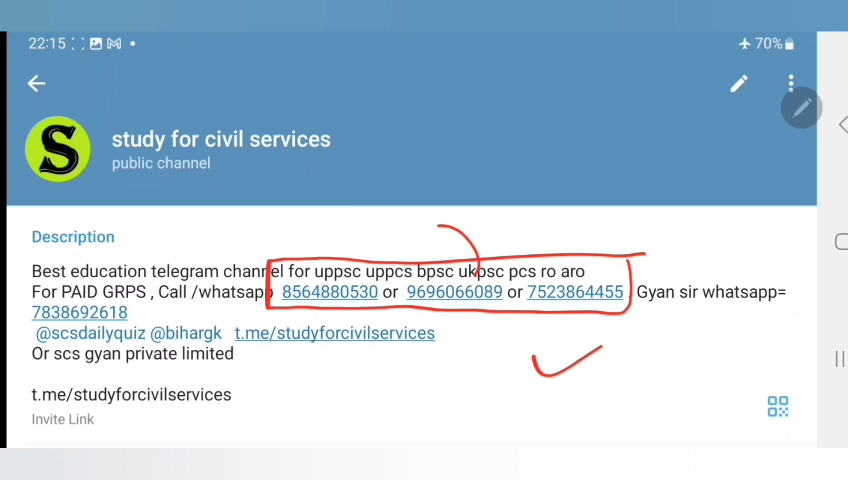 22:15
70%
study for civil services
public channel
Description
Best education telegram channel for uppsc uppcs bpsc ukpsc pcs ro aro
For PAID GRPS , Call /whatsapp 8564880530 or 9696066089 or 7523864455 Gyan sir whatsapp=
7838692618
@scsdailyquiz @bihargk t.me/studyforcivilservices
Or scs gyan private limited
t.me/studyforcivilservices
Invite Link